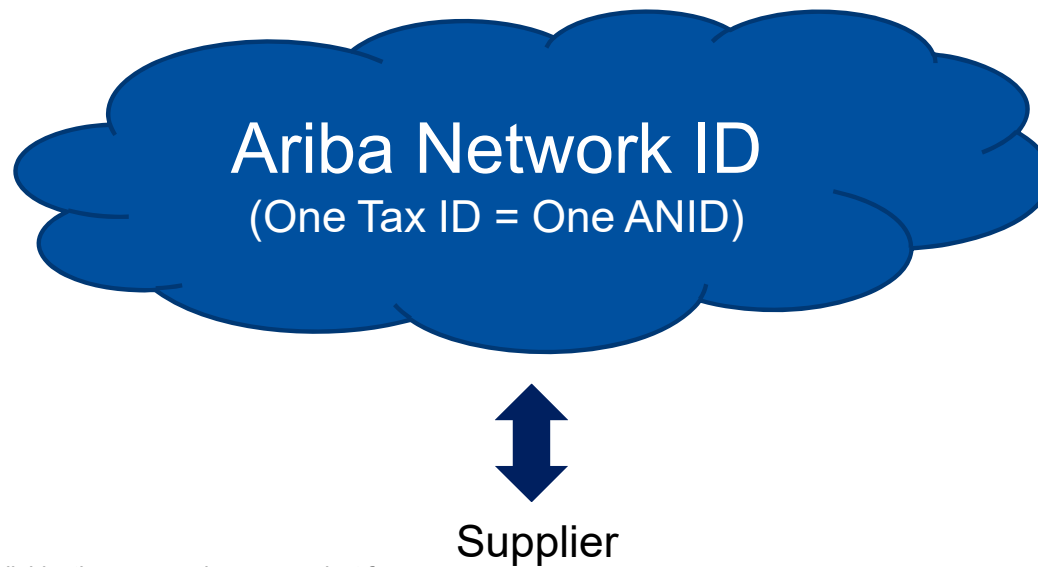 Ariba Network ID
(One Tax ID = One ANID)
Supplier